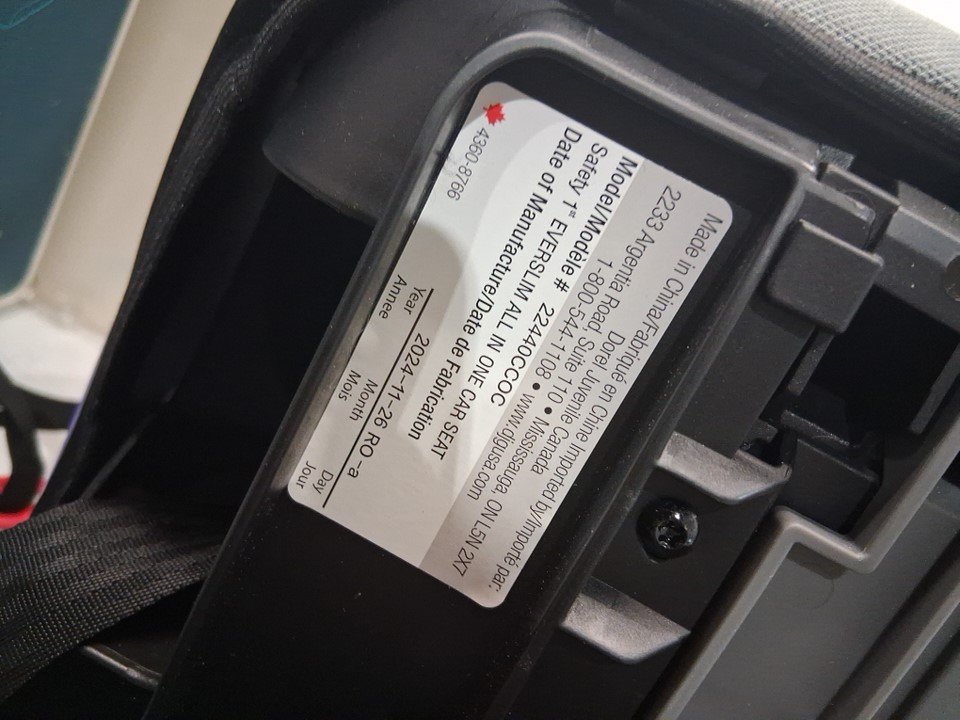 Made in China/Fabriqué en Chine Imported by/Importé par:
Dorel Juvenile Canada
2233 Argentia Road, Suite 110 • Mississauga, ON L5N 2X7
1-800-544-1108 • www.djgusa.com
Model/Modèle # 22440CCCOC
Safety 1st EVERSLIM ALL IN ONE CAR SEAT
Date of Manufacture/Date de Fabrication
2024-11-26 RO-a
Year Month Day
Annee Mois Jour
4360-8766